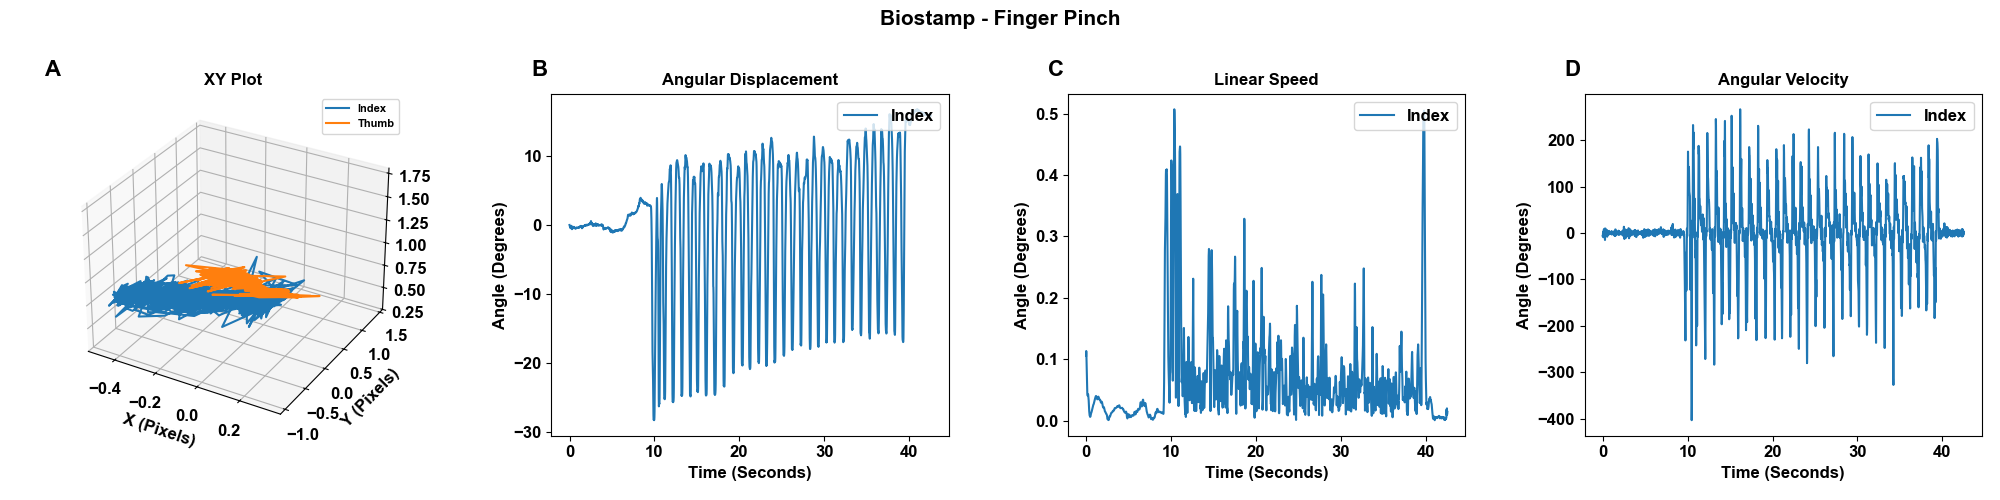 Biostamp - Finger Pinch
A
XY Plot
Index
Thumb
1.75
1.50
1.25
1.00
0.75
0.50
0.25
1.5
1.0
0.5
0.0
−0.5
−1.0
Y (Pixels)
−0.4
−0.2
0.0
0.2
X (Pixels)
B
Angular Displacement
Index
10
0
−10
−20
−30
Angle (Degrees)
0 10 20 30 40
Time (Seconds)
C
Linear Speed
Index
0.5
0.4
0.3
0.2
0.1
0.0
Angle (Degrees)
0 10 20 30 40
Time (Seconds)
D
Angular Velocity
Index
200
100
0
−100
−200
−300
−400
Angle (Degrees)
0 10 20 30 40
Time (Seconds)